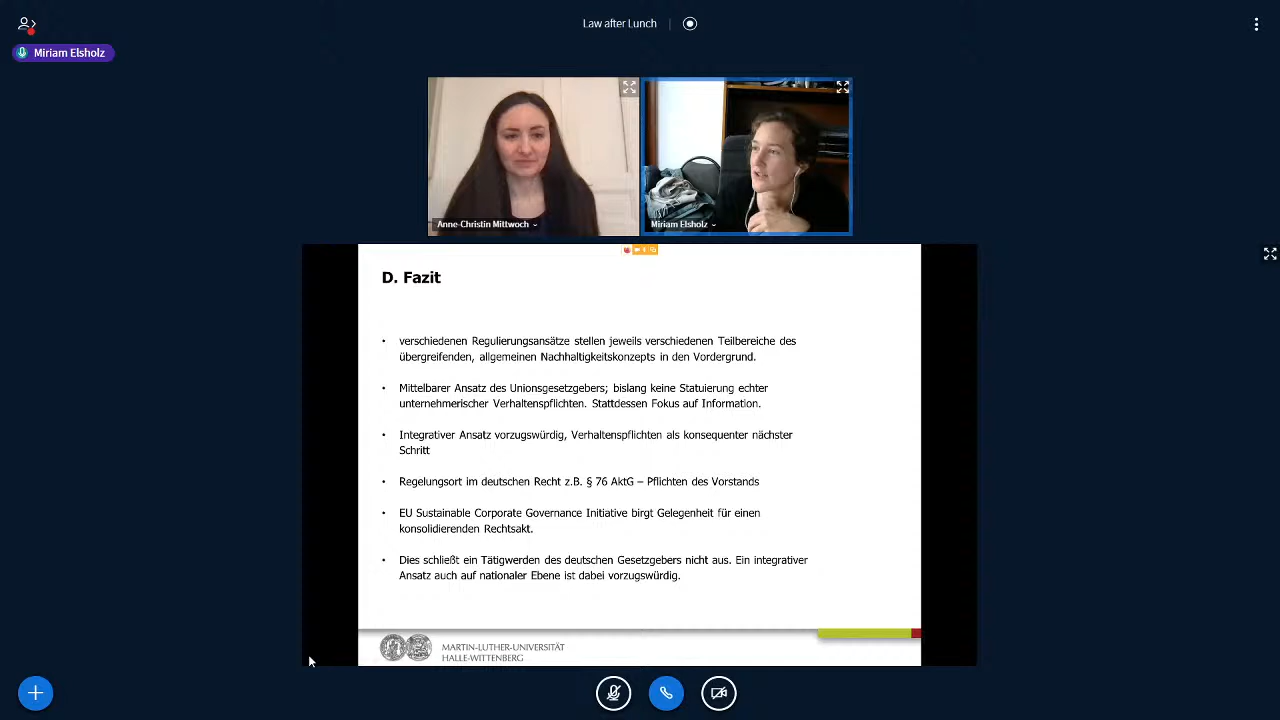 Law after Lunch
Miriam Elsholz
Anne-Christin Mittwoch
Miriam Elsholz
D. Fazit
• verschiedenen Regulierungsansätze stellen jeweils verschiedenen Teilbereiche des
übergreifenden, allgemeinen Nachhaltigkeitskonzepts in den Vordergrund.
• Mittelbarer Ansatz des Unionsgesetzgebers; bislang keine Statuierung echter
unternehmerischer Verhaltenspflichten. Stattdessen Fokus auf Information.
• Integrativer Ansatz vorzugswürdig, Verhaltenspflichten als konsequenter nächster
Schritt
• Regelungsort im deutschen Recht z.B. § 76 AktG – Pflichten des Vorstands
• EU Sustainable Corporate Governance Initiative birgt Gelegenheit für einen
konsolidierenden Rechtsakt.
• Dies schließt ein Tätigwerden des deutschen Gesetzgebers nicht aus. Ein integrativer
Ansatz auch auf nationaler Ebene ist dabei vorzugswürdig.
MARTIN-LUTHER-UNIVERSITÄT
HALLE-WITTENBERG